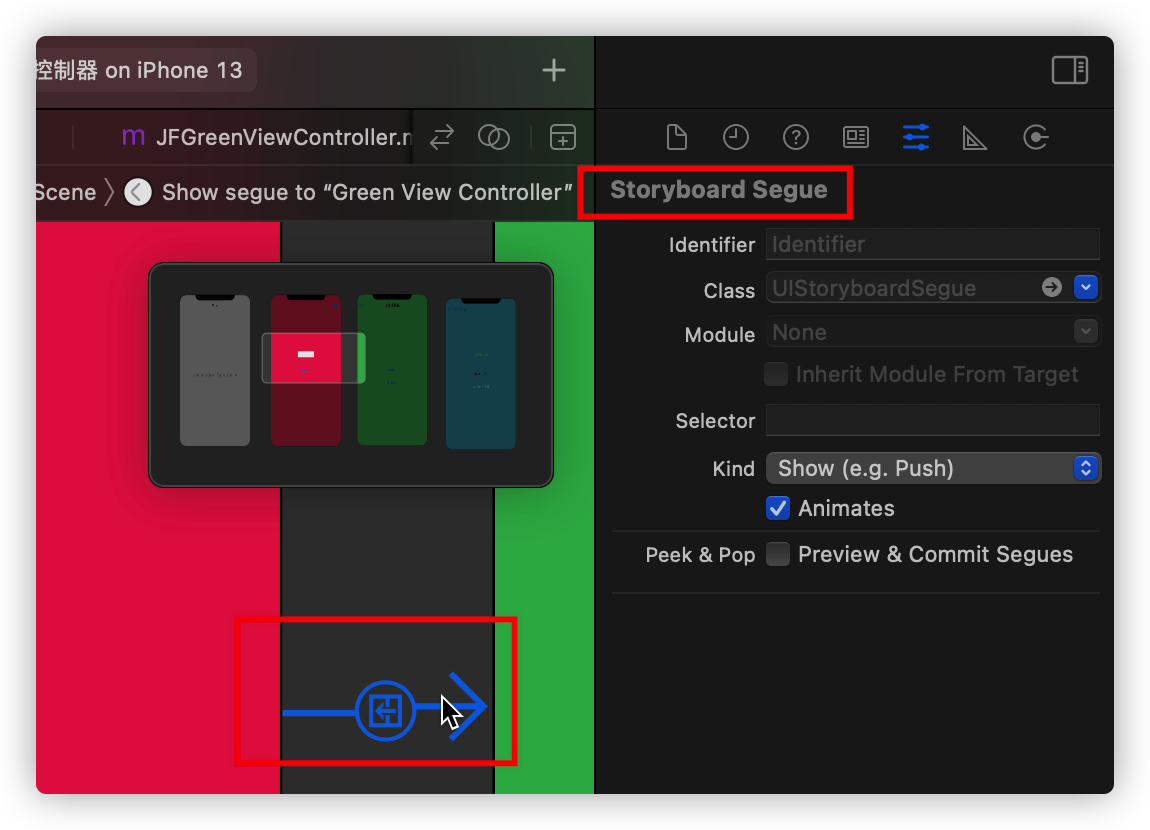 控制器 on iPhone 13
m JFGreenViewController.m
Scene
Show segue to “Green View Controller”
Storyboard Segue
Identifier
Identifier
Class
UIStoryboardSegue
Module
None
Inherit Module From Target
Selector
Kind
Show (e.g. Push)
Animates
Peek & Pop
Preview & Commit Segues